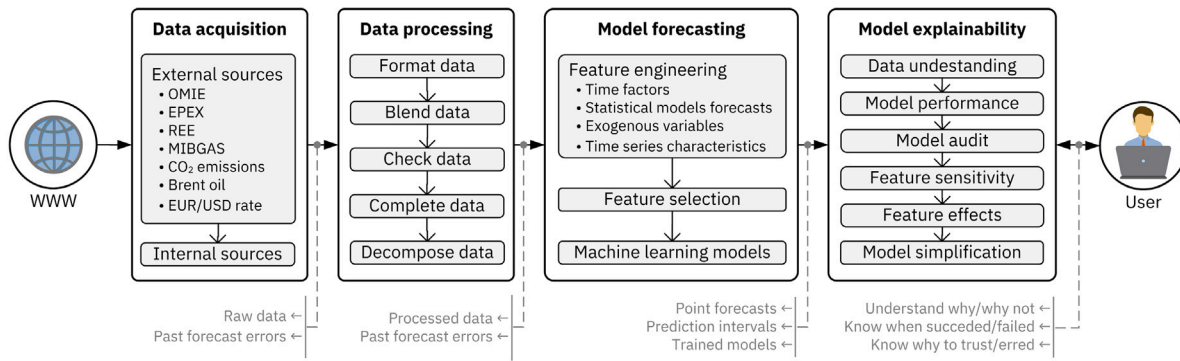 Data acquisition
External sources
• OMIE
• EPEX
• REE
• MIBGAS
• CO₂ emissions
• Brent oil
• EUR/USD rate
Internal sources
WWW
Data processing
Format data
Blend data
Check data
Complete data
Decompose data
Model forecasting
Feature engineering
• Time factors
• Statistical models forecasts
• Exogenous variables
• Time series characteristics
Feature selection
Machine learning models
Model explainability
Data undestanding
Model performance
Model audit
Feature sensitivity
Feature effects
Model simplification
User
Raw data ←
Past forecast errors ←
Processed data ←
Past forecast errors ←
Point forecasts ←
Prediction intervals ←
Trained models ←
Understand why/why not ←
Know when succeded/failed ←
Know why to trust/erred ←